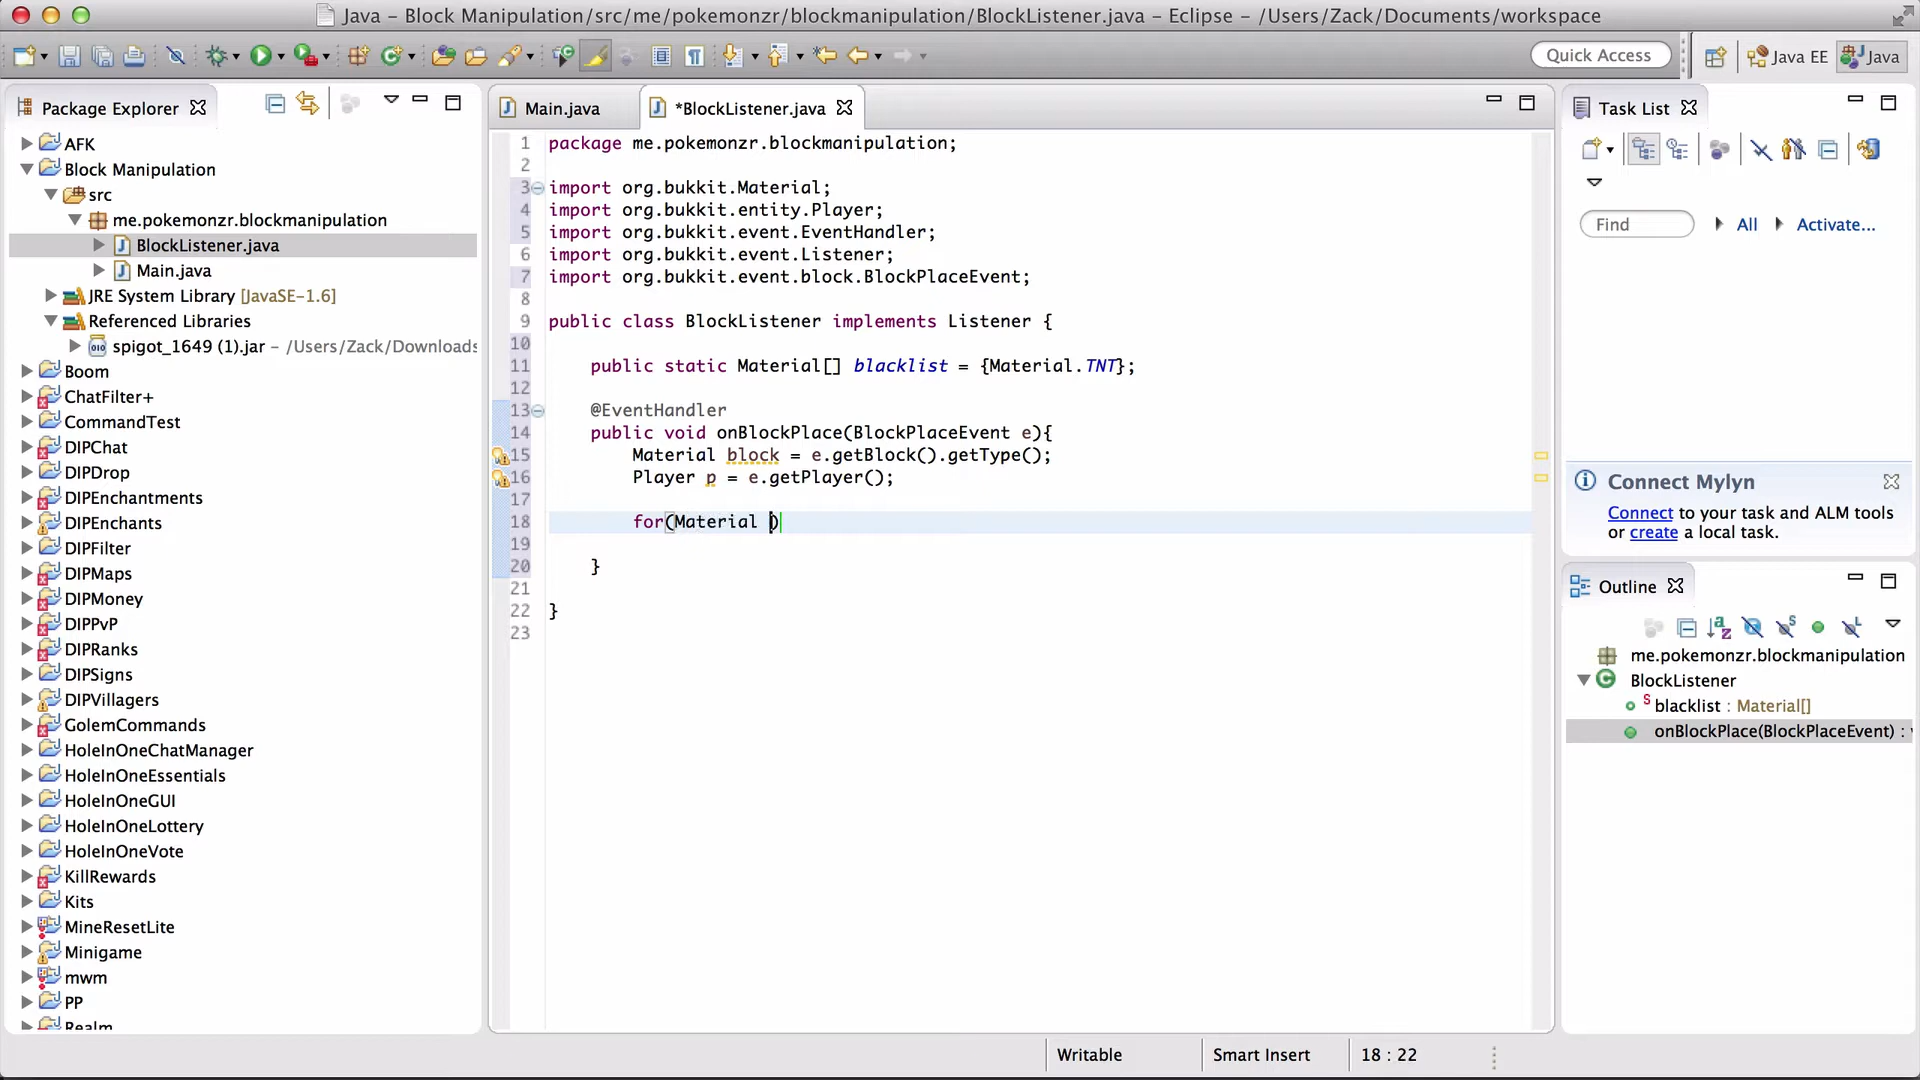 Java – Block Manipulation/src/me/pokemonzr/blockmanipulation/BlockListener.java – Eclipse – /Users/Zack/Documents/workspace
Quick Access
Java EE
Java
Package Explorer
AFK
Block Manipulation
src
me.pokemonzr.blockmanipulation
BlockListener.java
Main.java
JRE System Library [JavaSE-1.6]
Referenced Libraries
spigot_1649 (1).jar – /Users/Zack/Downloads
Boom
ChatFilter+
CommandTest
DIPChat
DIPDrop
DIPEnchantments
DIPEnchants
DIPFilter
DIPMaps
DIPMoney
DIPPvP
DIPRanks
DIPSigns
DIPVillagers
GolemCommands
HoleInOneChatManager
HoleInOneEssentials
HoleInOneGUI
HoleInOneLottery
HoleInOneVote
KillRewards
Kits
MineResetLite
Minigame
mwm
PP
Realm
Main.java
*BlockListener.java
1 package me.pokemonzr.blockmanipulation;
2
3 import org.bukkit.Material;
4 import org.bukkit.entity.Player;
5 import org.bukkit.event.EventHandler;
6 import org.bukkit.event.Listener;
7 import org.bukkit.event.block.BlockPlaceEvent;
8
9 public class BlockListener implements Listener {
10
11 public static Material[] blacklist = {Material.TNT};
12
13 @EventHandler
14 public void onBlockPlace(BlockPlaceEvent e){
15 Material block = e.getBlock().getType();
16 Player p = e.getPlayer();
17
18 for(Material )
19
20 }
21
22 }
23
Task List
Find
All
Activate...
Connect Mylyn
Connect to your task and ALM tools
or create a local task.
Outline
me.pokemonzr.blockmanipulation
BlockListener
S blacklist : Material[]
onBlockPlace(BlockPlaceEvent) :
Writable
Smart Insert
18 : 22